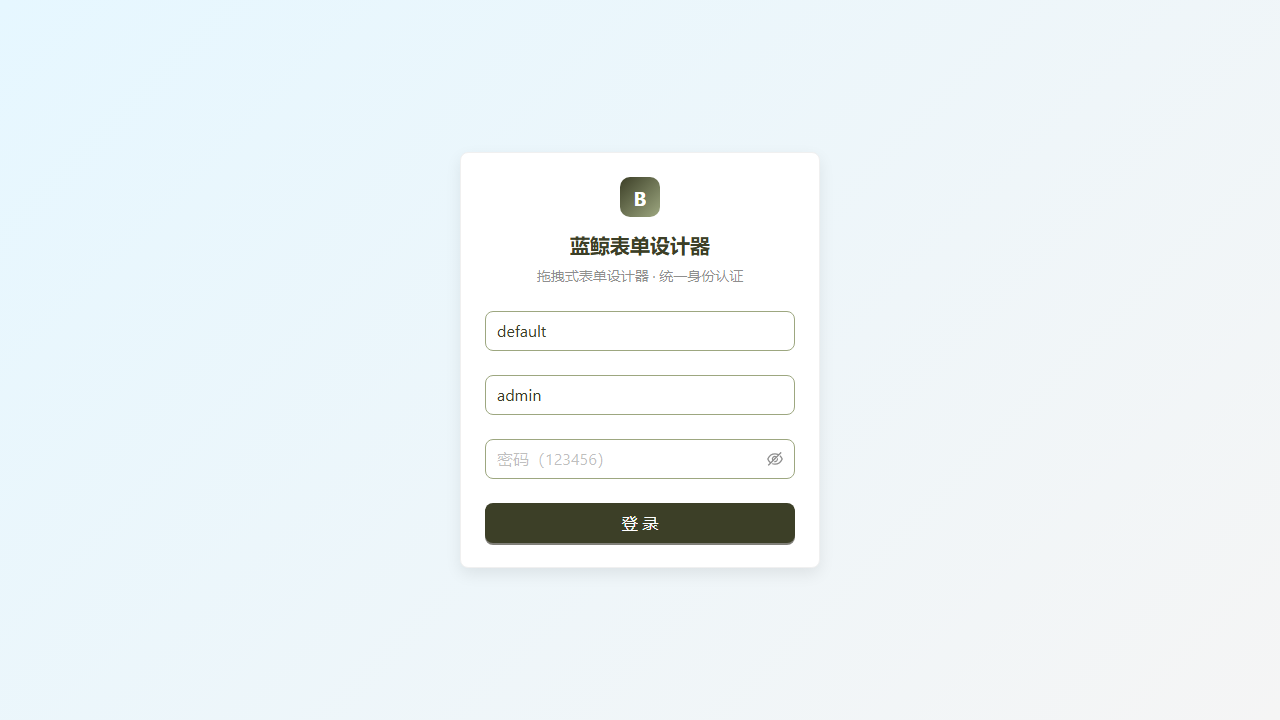 B
蓝鲸表单设计器
拖拽式表单设计器 · 统一身份认证
default
admin
密码（123456）
登 录